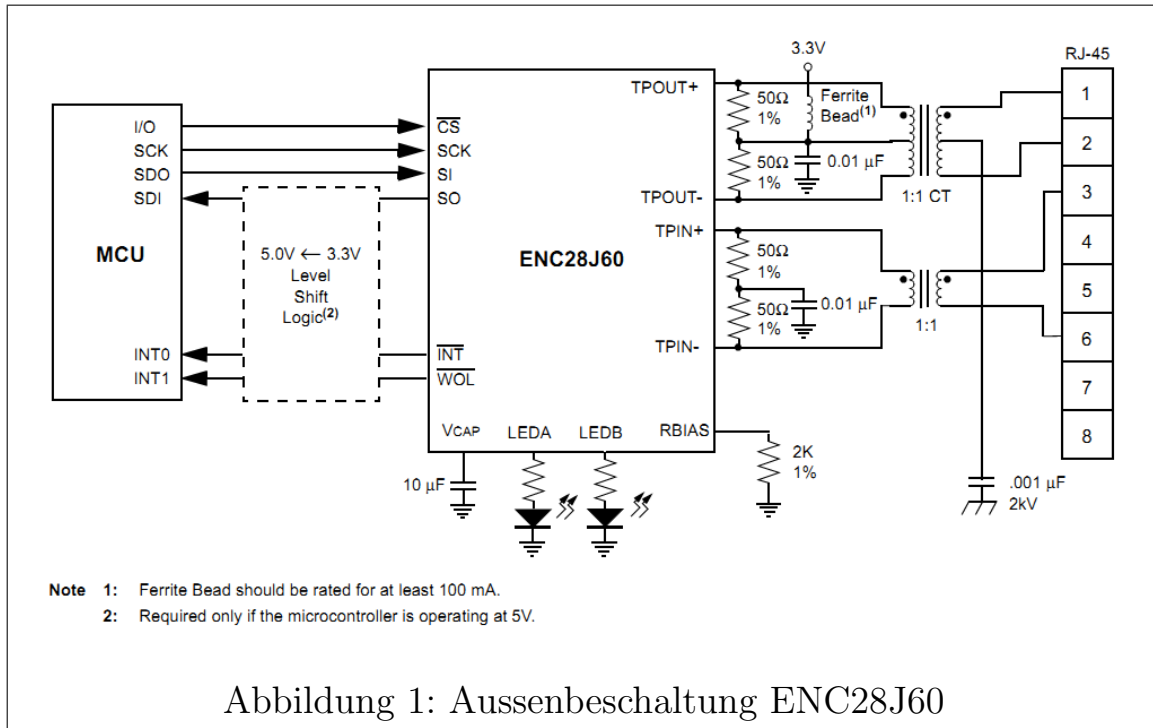 3.3V
RJ-45
TPOUT+
50Ω
1%
Ferrite
Bead(1)
1
I/O
CS
SCK
SCK
SDO
SI
SDI
SO
50Ω
1%
0.01 µF
2
TPOUT-
1:1 CT
3
TPIN+
MCU
5.0V ← 3.3V
Level
Shift
Logic(2)
ENC28J60
50Ω
1%
4
50Ω
1%
0.01 µF
5
1:1
TPIN-
6
INT0
INT
INT1
WOL
7
VCAP
LEDA
LEDB
RBIAS
8
2K
1%
10 µF
.001 µF
2kV
Note 1: Ferrite Bead should be rated for at least 100 mA.
2: Required only if the microcontroller is operating at 5V.
Abbildung 1: Aussenbeschaltung ENC28J60